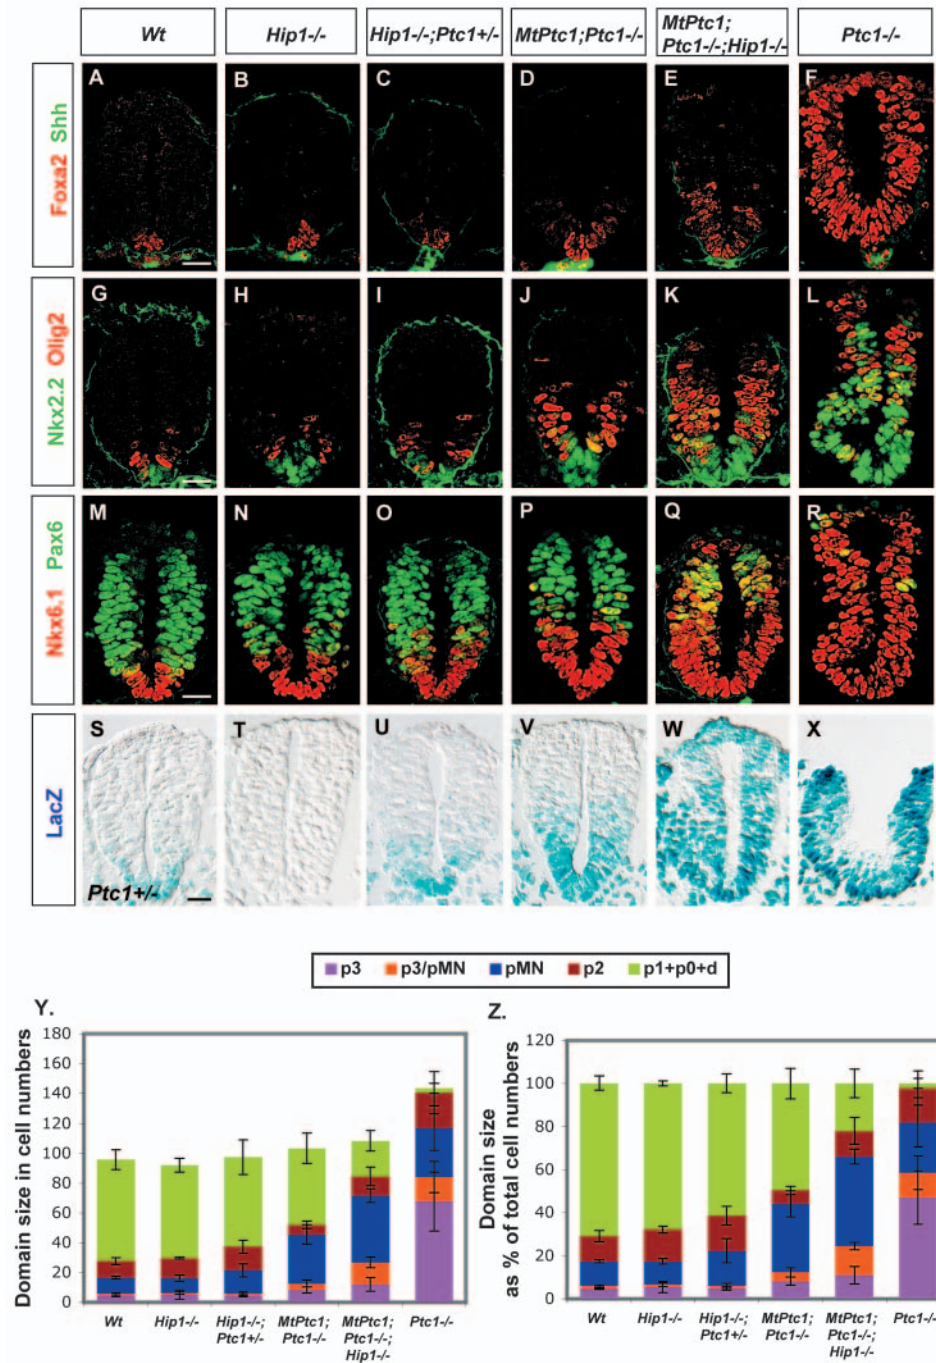 Wt
Hip1-/-
Hip1-/-;Ptc1+/-
MtPtc1;Ptc1-/-
MtPtc1;
Ptc1-/-;Hip1-/-
Ptc1-/-
Foxa2 Shh
A
B
C
D
E
F
Nkx2.2 Olig2
G
H
I
J
K
L
Nkx6.1 Pax6
M
N
O
P
Q
R
LacZ
S
T
U
V
W
X
Ptc1+/-
p3
p3/pMN
pMN
p2
p1+p0+d
Y.
Domain size in cell numbers
180
160
140
120
100
80
60
40
20
0
Wt
Hip1-/-
Hip1-/-;
Ptc1+/-
MtPtc1;
Ptc1-/-
MtPtc1;
Ptc1-/-;
Hip1-/-
Ptc1-/-
Z.
Domain size
as % of total cell numbers
120
100
80
60
40
20
0
Wt
Hip1-/-
Hip1-/-;
Ptc1+/-
MtPtc1;
Ptc1-/-
MtPtc1;
Ptc1-/-;
Hip1-/-
Ptc1-/-